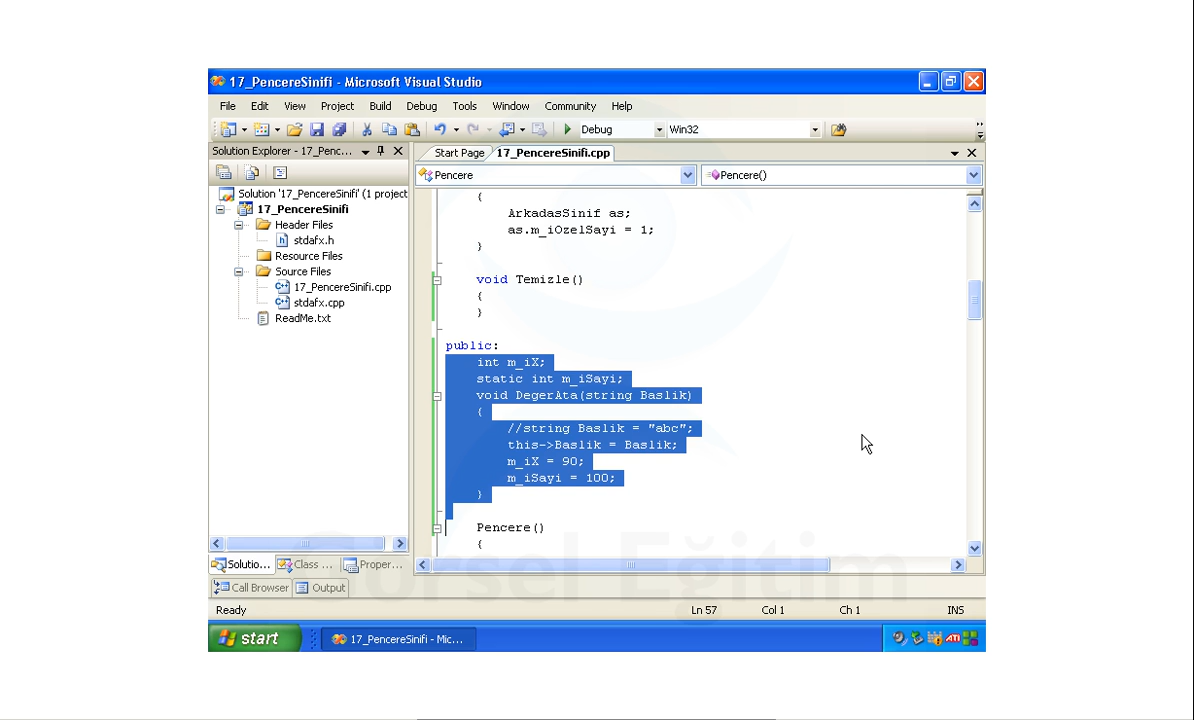 17_PencereSinifi - Microsoft Visual Studio
File Edit View Project Build Debug Tools Window Community Help
Debug Win32
Solution Explorer - 17_Penc...
Start Page 17_PencereSinifi.cpp
Pencere Pencere()
Solution '17_PencereSinifi' (1 project
17_PencereSinifi
Header Files
stdafx.h
Resource Files
Source Files
17_PencereSinifi.cpp
stdafx.cpp
ReadMe.txt
{
ArkadasSinif as;
as.m_iOzelSayi = 1;
}
void Temizle()
{
}
public:
int m_iX;
static int m_iSayi;
void DegerAta(string Baslik)
{
//string Baslik = "abc";
this->Baslik = Baslik;
m_iX = 90;
m_iSayi = 100;
}
Pencere()
{
Solutio... Class ... Proper...
Call Browser Output
Görsel Eğitim
Ready Ln 57 Col 1 Ch 1 INS
start 17_PencereSinifi - Mic... ATI